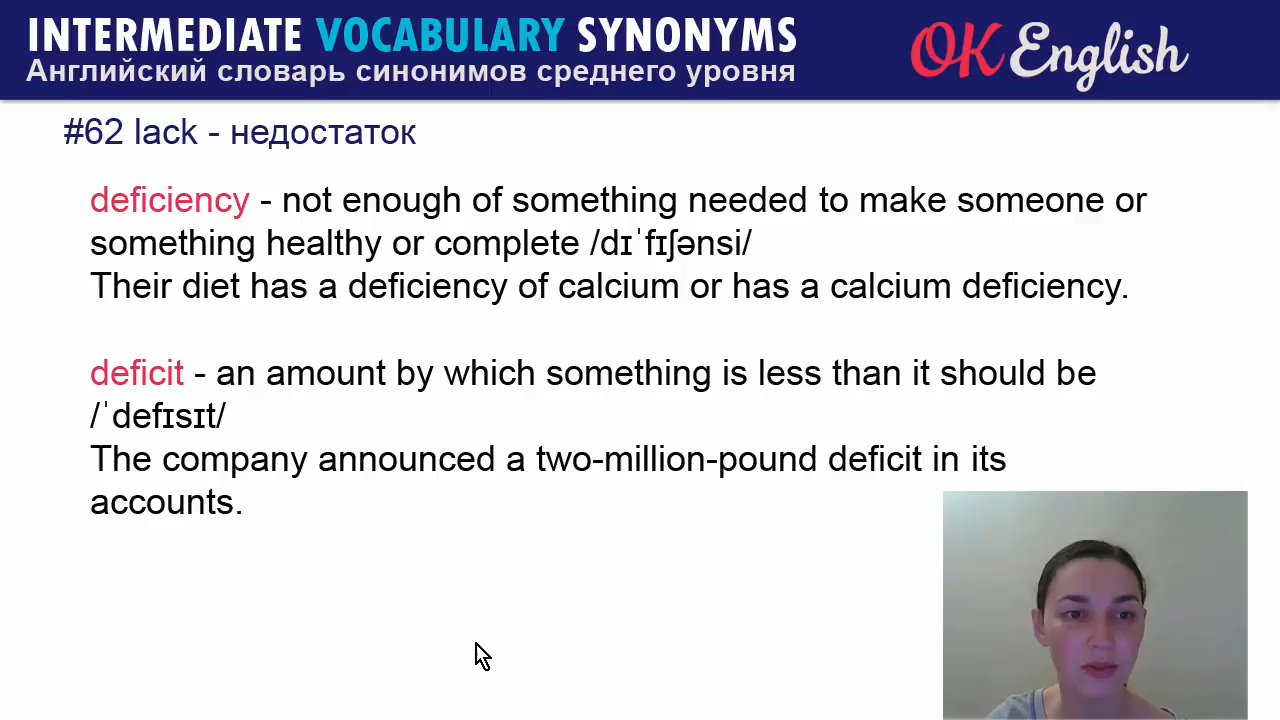 INTERMEDIATE VOCABULARY SYNONYMS
Английский словарь синонимов среднего уровня
OK English
#62 lack - недостаток
deficiency - not enough of something needed to make someone or
something healthy or complete /dɪˈfɪʃənsi/
Their diet has a deficiency of calcium or has a calcium deficiency.
deficit - an amount by which something is less than it should be
/ˈdefɪsɪt/
The company announced a two-million-pound deficit in its
accounts.